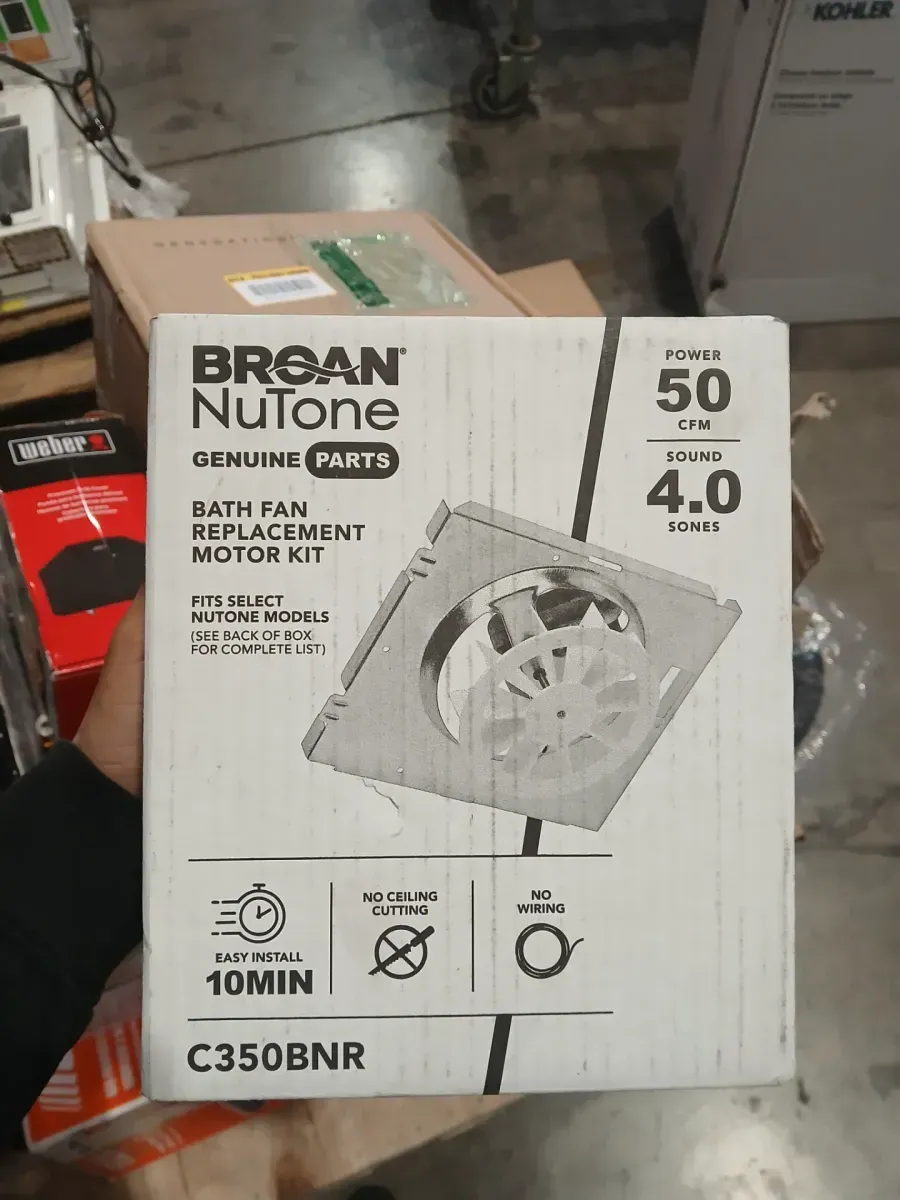 KOHLER
GENERATION
weber
BROAN®
NuTone
GENUINE PARTS
BATH FAN
REPLACEMENT
MOTOR KIT
FITS SELECT
NUTONE MODELS
(SEE BACK OF BOX
FOR COMPLETE LIST)
POWER
50
CFM
SOUND
4.0
SONES
EASY INSTALL
10MIN
NO CEILING
CUTTING
NO
WIRING
C350BNR